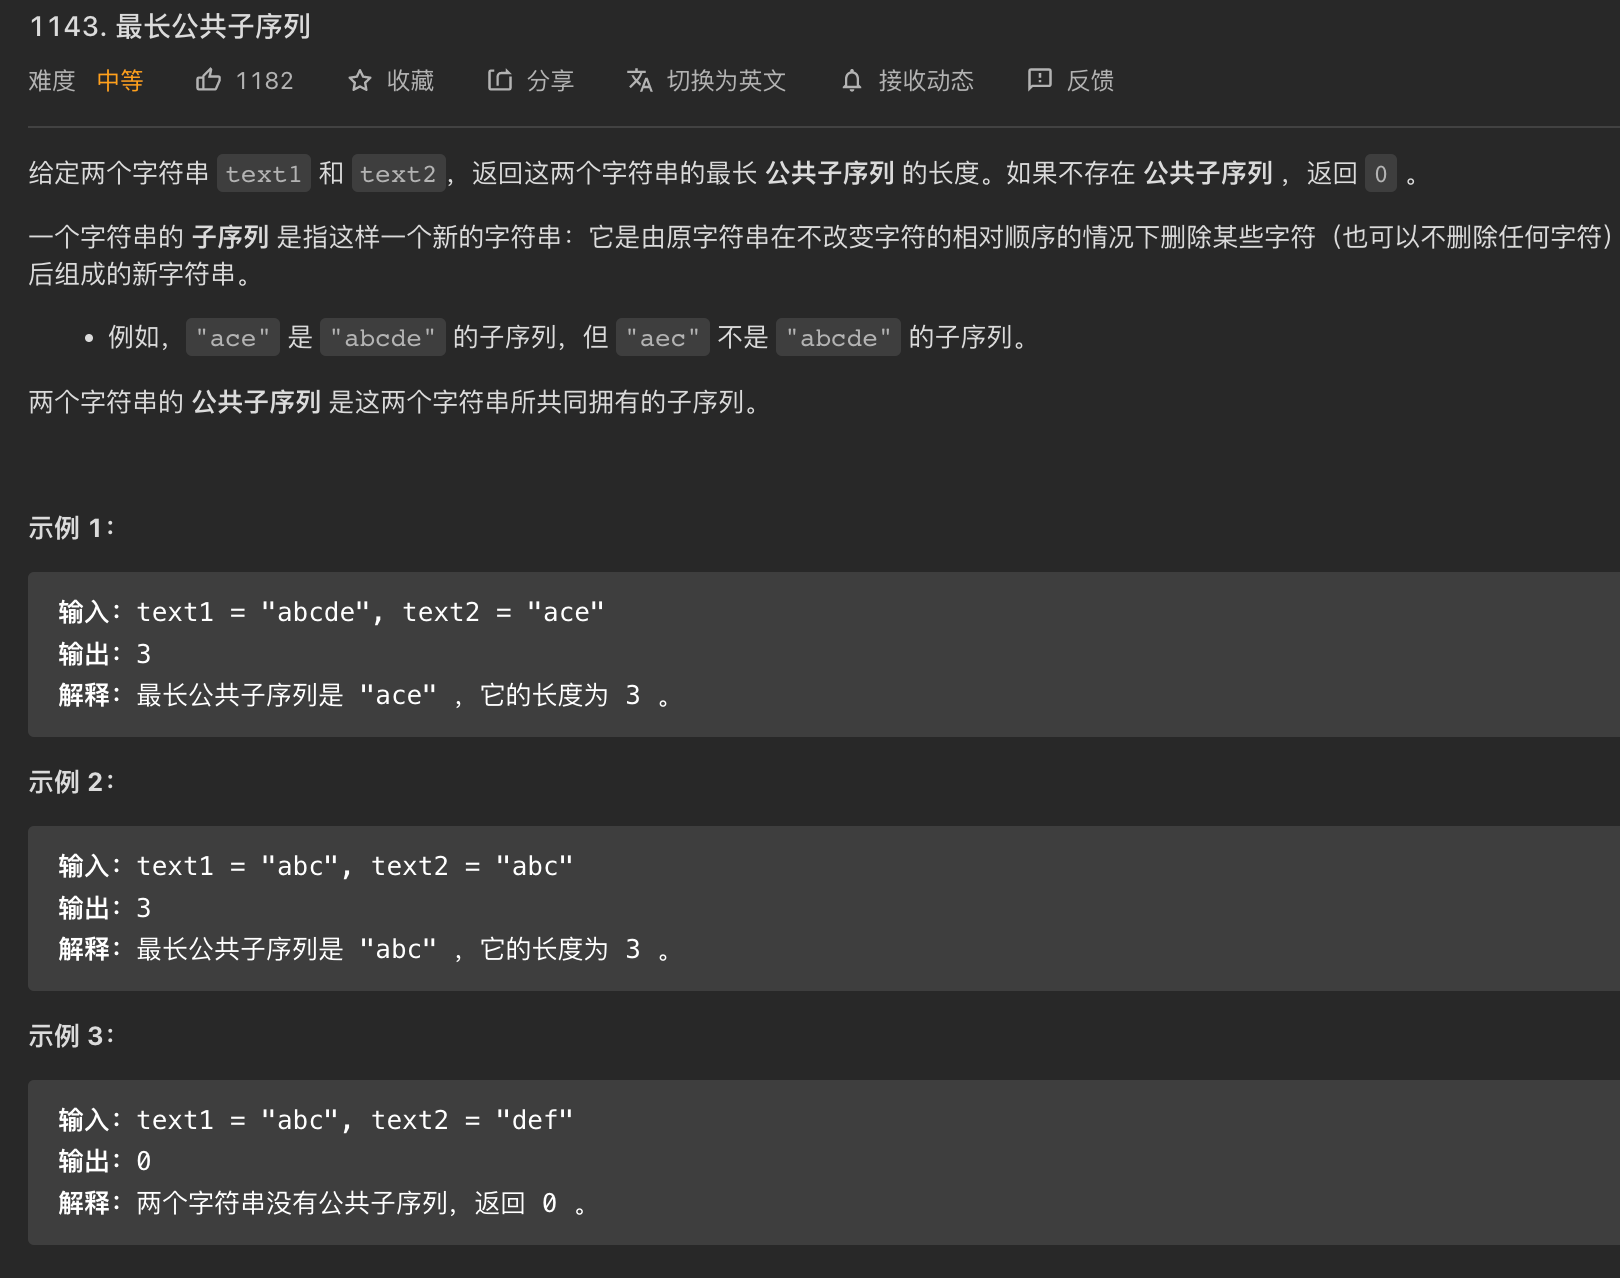 1143. 最长公共子序列
难度 中等 1182 收藏 分享 切换为英文 接收动态 反馈
给定两个字符串 text1 和 text2，返回这两个字符串的最长 公共子序列 的长度。如果不存在 公共子序列 ，返回 0 。
一个字符串的 子序列 是指这样一个新的字符串：它是由原字符串在不改变字符的相对顺序的情况下删除某些字符（也可以不删除任何字符）
后组成的新字符串。
• 例如，"ace" 是 "abcde" 的子序列，但 "aec" 不是 "abcde" 的子序列。
两个字符串的 公共子序列 是这两个字符串所共同拥有的子序列。
示例 1：
输入：text1 = "abcde", text2 = "ace"
输出：3
解释：最长公共子序列是 "ace" ，它的长度为 3 。
示例 2：
输入：text1 = "abc", text2 = "abc"
输出：3
解释：最长公共子序列是 "abc" ，它的长度为 3 。
示例 3：
输入：text1 = "abc", text2 = "def"
输出：0
解释：两个字符串没有公共子序列，返回 0 。